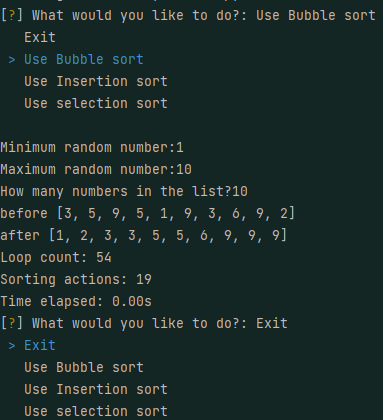 [?] What would you like to do?: Use Bubble sort
Exit
> Use Bubble sort
Use Insertion sort
Use selection sort
Minimum random number:1
Maximum random number:10
How many numbers in the list?10
before [3, 5, 9, 5, 1, 9, 3, 6, 9, 2]
after [1, 2, 3, 3, 5, 5, 6, 9, 9, 9]
Loop count: 54
Sorting actions: 19
Time elapsed: 0.00s
[?] What would you like to do?: Exit
> Exit
Use Bubble sort
Use Insertion sort
Use selection sort